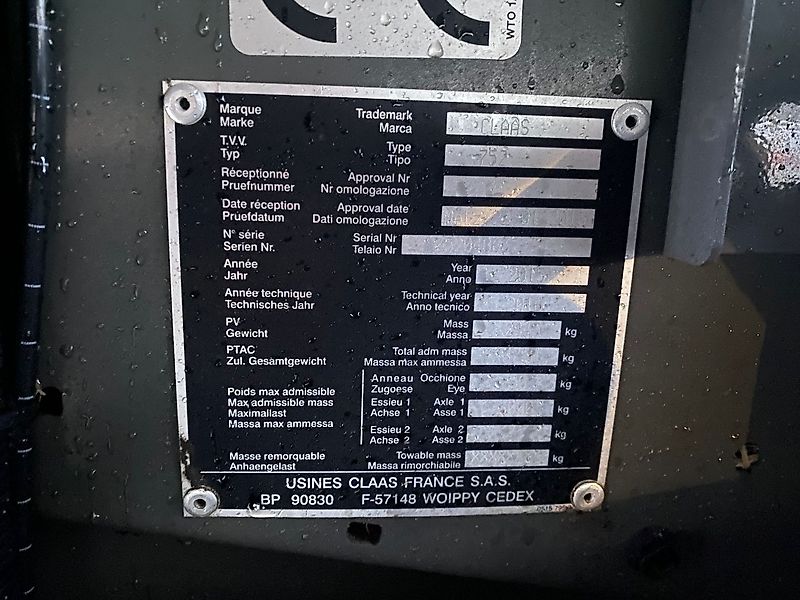 Marque Trademark CLAAS
Marke Marca
T.V.V. Type
Typ Tipo
Réceptionné Approval Nr
Pruefnummer Nr omologazione
Date réception Approval date
Pruefdatum Dati omologazione
N° série Serial Nr
Serien Nr. Telaio Nr
Année Year
Jahr Anno
Année technique Technical year
Technisches Jahr Anno tecnico
PV Mass
Gewicht Massa kg
PTAC Total adm mass
Zul. Gesamtgewicht Massa max ammessa kg
Anneau Occhione
Zugoese Eye kg
Poids max admissible
Max admissible mass
Maximallast
Massa max ammessa
Essieu 1 Axle 1
Achse 1 Asse 1 kg
Essieu 2 Axle 2
Achse 2 Asse 2 kg
Masse remorquable Towable mass
Anhaengelast Massa rimorchiabile kg
USINES CLAAS FRANCE S.A.S.
BP 90830 F-57148 WOIPPY CEDEX